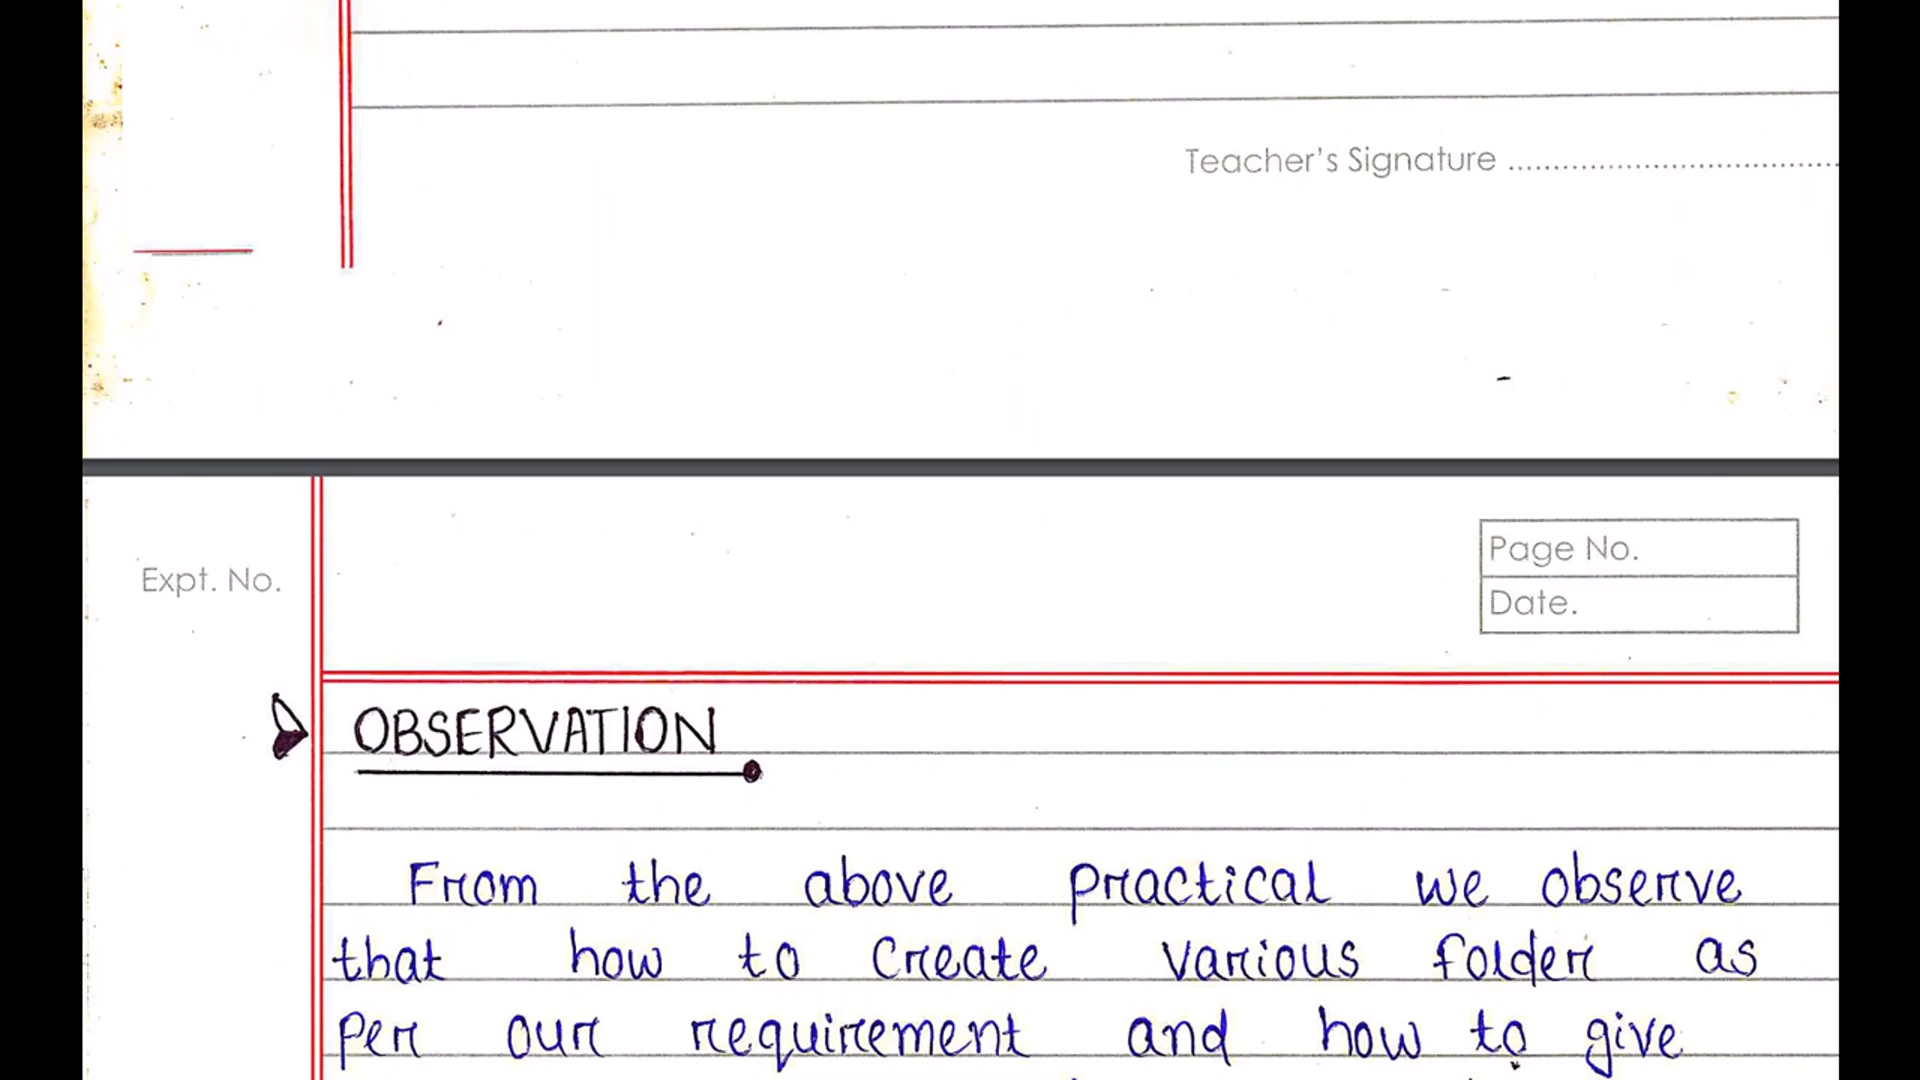 Teacher's Signature ....................................
Expt. No.
Page No.
Date.
OBSERVATION
From the above practical we observe
that how to create various folder as
per our requirement and how to give